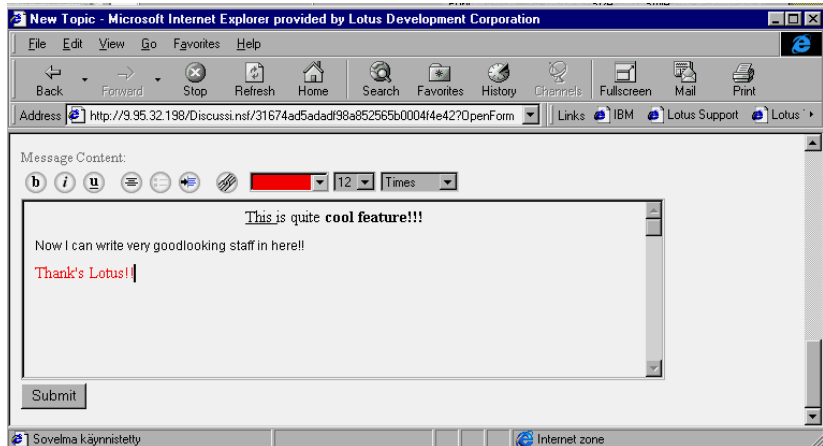 New Topic - Microsoft Internet Explorer provided by Lotus Development Corporation
File Edit View Go Favorites Help
Back Forward Stop Refresh Home Search Favorites History Channels Fullscreen Mail Print
Address http://9.95.32.198/Discussi.nsf/31674ad5adadf98a852565b0004f4e42?OpenForm Links IBM Lotus Support Lotus
Message Content:
b i u 12 Times
This is quite cool feature!!!
Now I can write very goodlooking staff in here!!
Thank's Lotus!!
Submit
Sovelma käynnistetty Internet zone